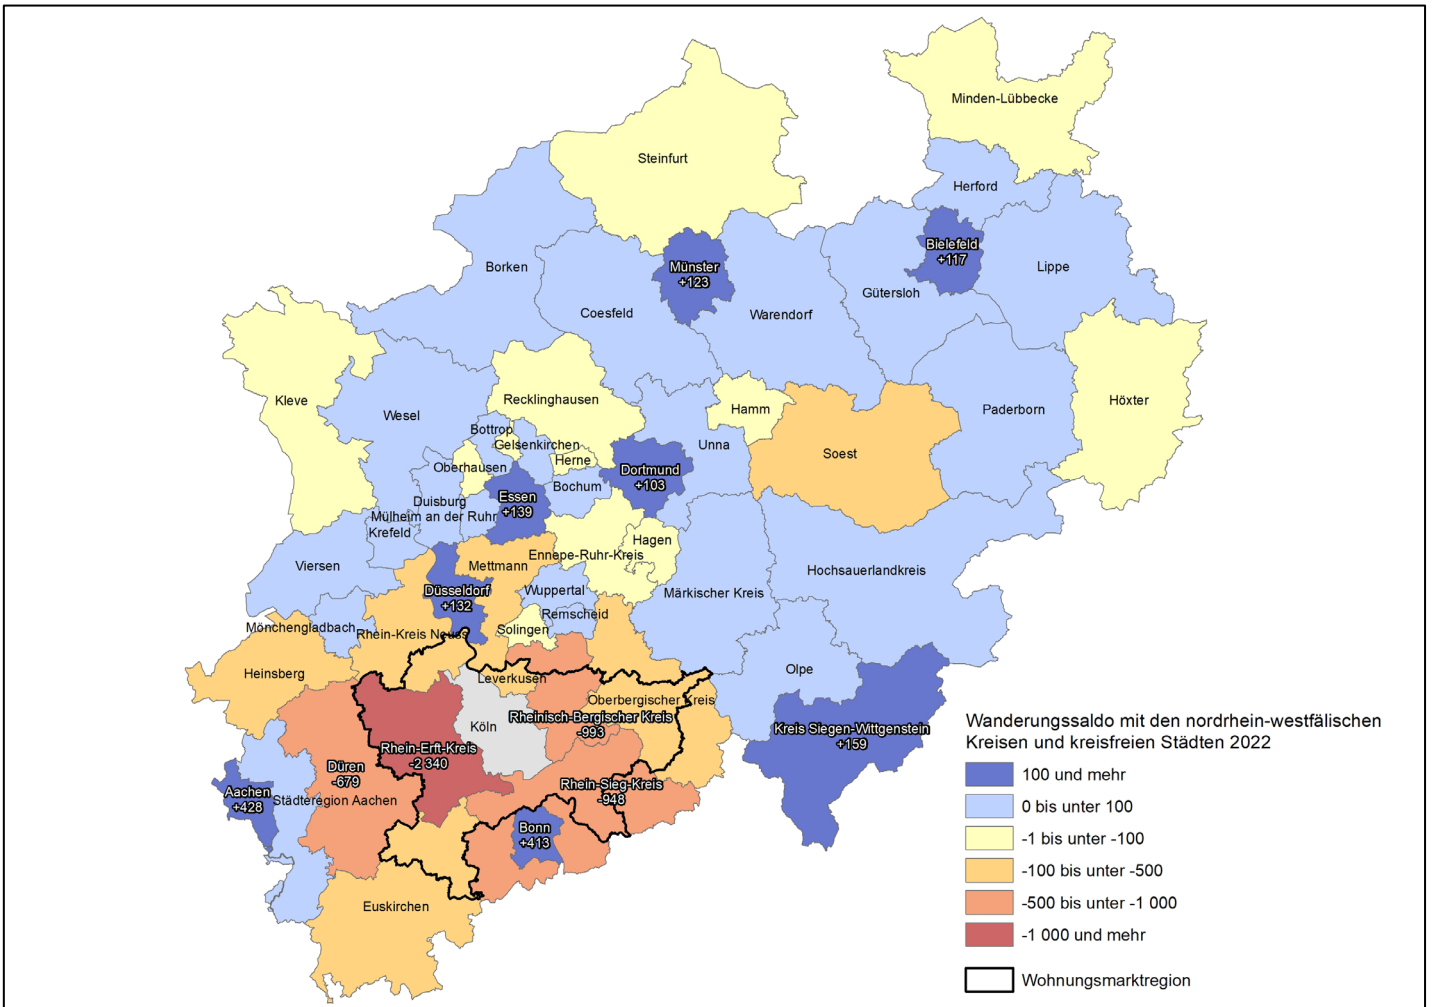 Minden-Lübbecke
Steinfurt
Herford
Bielefeld
+117
Borken
Münster
+123
Lippe
Gütersloh
Coesfeld
Warendorf
Kleve
Recklinghausen
Wesel
Hamm
Paderborn
Höxter
Bottrop
Gelsenkirchen
Unna
Soest
Herne
Oberhausen
Dortmund
+103
Bochum
Essen
+139
Duisburg
Mülheim an der Ruhr
Krefeld
Hagen
Ennepe-Ruhr-Kreis
Viersen
Mettmann
Hochsauerlandkreis
Düsseldorf
+132
Wuppertal
Märkischer Kreis
Remscheid
Mönchengladbach
Rhein-Kreis Neuss
Solingen
Heinsberg
Leverkusen
Olpe
Oberbergischer Kreis
Köln
Rheinisch-Bergischer Kreis
-993
Kreis Siegen-Wittgenstein
+159
Rhein-Erft-Kreis
-2 340
Düren
-679
Rhein-Sieg-Kreis
-948
Aachen
+428
Städteregion Aachen
Bonn
+413
Euskirchen
Wanderungssaldo mit den nordrhein-westfälischen
Kreisen und kreisfreien Städten 2022
100 und mehr
0 bis unter 100
-1 bis unter -100
-100 bis unter -500
-500 bis unter -1 000
-1 000 und mehr
Wohnungsmarktregion